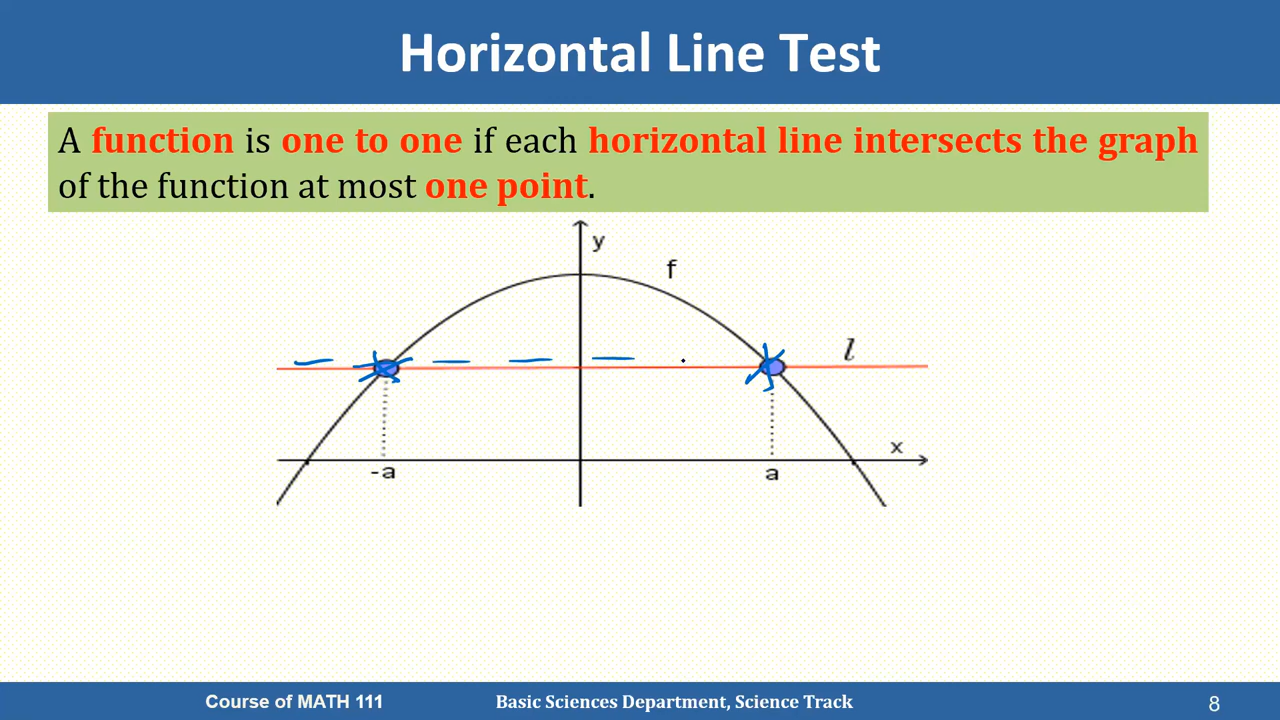 Horizontal Line Test
A function is one to one if each horizontal line intersects the graph
of the function at most one point.
y
f
l
x
-a
a
Course of MATH 111
Basic Sciences Department, Science Track
8